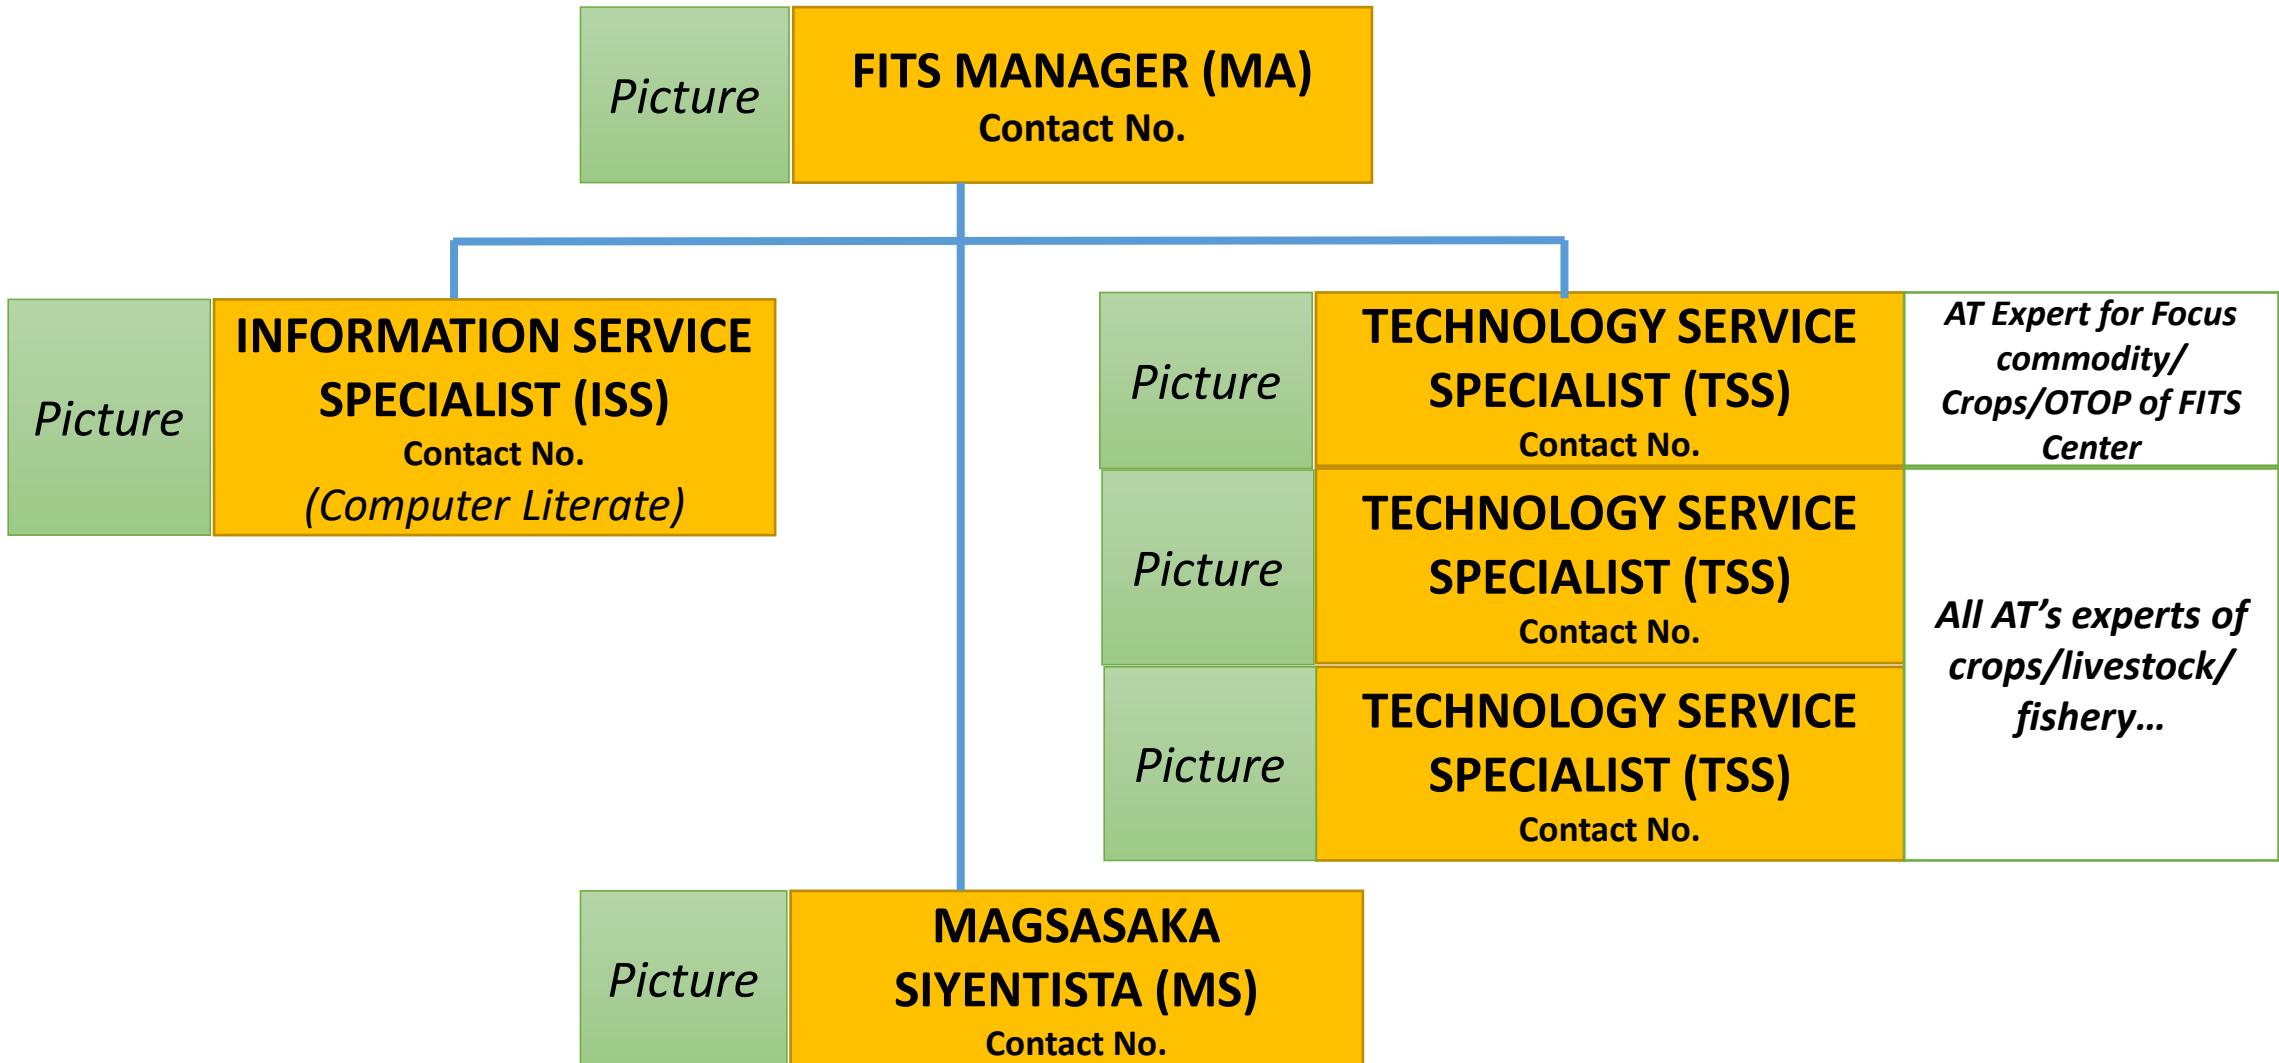 Picture
FITS MANAGER (MA)
Contact No.
Picture
INFORMATION SERVICE
SPECIALIST (ISS)
Contact No.
(Computer Literate)
Picture
TECHNOLOGY SERVICE
SPECIALIST (TSS)
Contact No.
AT Expert for Focus
commodity/
Crops/OTOP of FITS
Center
Picture
TECHNOLOGY SERVICE
SPECIALIST (TSS)
Contact No.
Picture
TECHNOLOGY SERVICE
SPECIALIST (TSS)
Contact No.
All AT’s experts of
crops/livestock/
fishery…
Picture
MAGSASAKA
SIYENTISTA (MS)
Contact No.